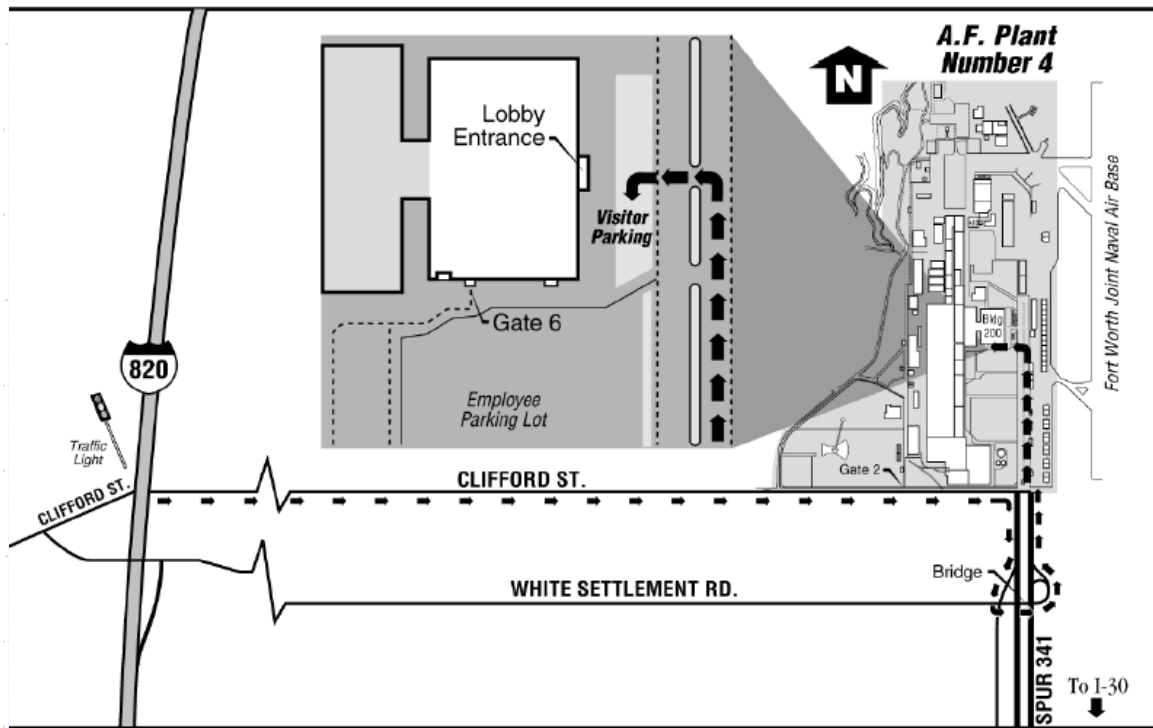 A.F. Plant
Number 4
N
Lobby
Entrance
Visitor
Parking
Gate 6
Employee
Parking Lot
Bldg
200
Fort Worth Joint Naval Air Base
820
Traffic
Light
Gate 2
CLIFFORD ST.
CLIFFORD ST.
Bridge
WHITE SETTLEMENT RD.
SPUR 341
To I-30